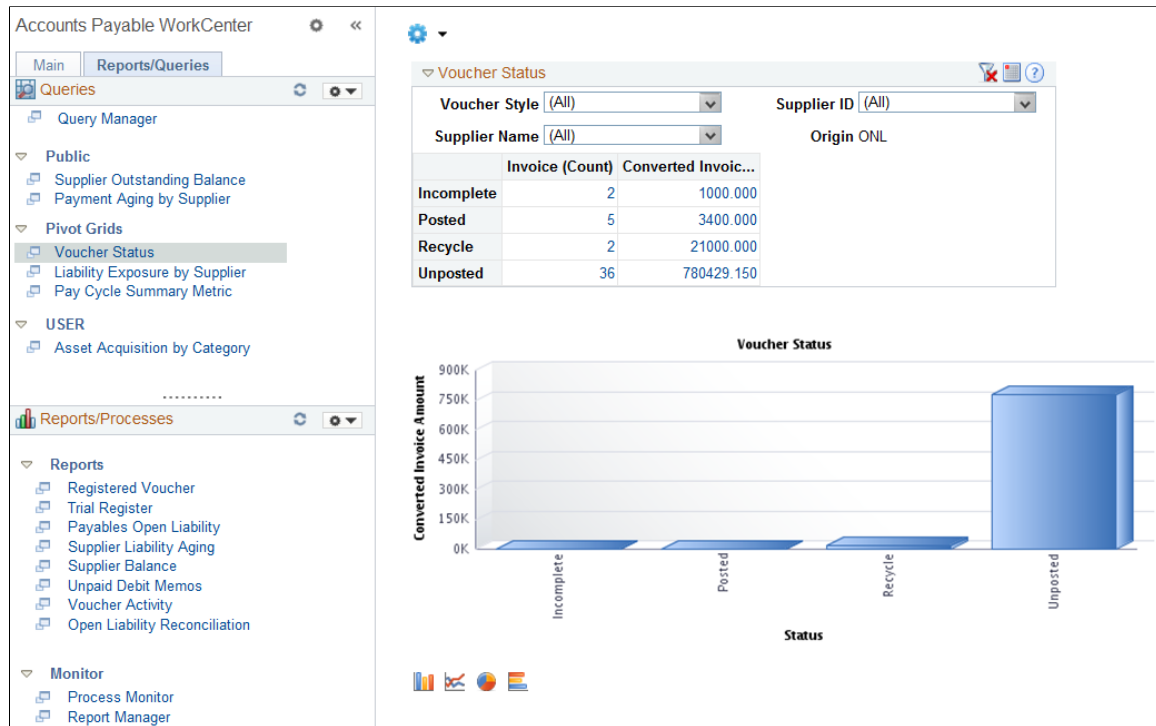 Accounts Payable WorkCenter
Main
Reports/Queries
Queries
Query Manager
Public
Supplier Outstanding Balance
Payment Aging by Supplier
Pivot Grids
Voucher Status
Liability Exposure by Supplier
Pay Cycle Summary Metric
USER
Asset Acquisition by Category
Reports/Processes
Reports
Registered Voucher
Trial Register
Payables Open Liability
Supplier Liability Aging
Supplier Balance
Unpaid Debit Memos
Voucher Activity
Open Liability Reconciliation
Monitor
Process Monitor
Report Manager
Voucher Status
Voucher Style (All) Supplier ID (All)
Supplier Name (All) Origin ONL
Invoice (Count) Converted Invoic...
Incomplete 2 1000.000
Posted 5 3400.000
Recycle 2 21000.000
Unposted 36 780429.150
Voucher Status
Converted Invoice Amount
900K
750K
600K
450K
300K
150K
0K
Incomplete
Posted
Recycle
Unposted
Status